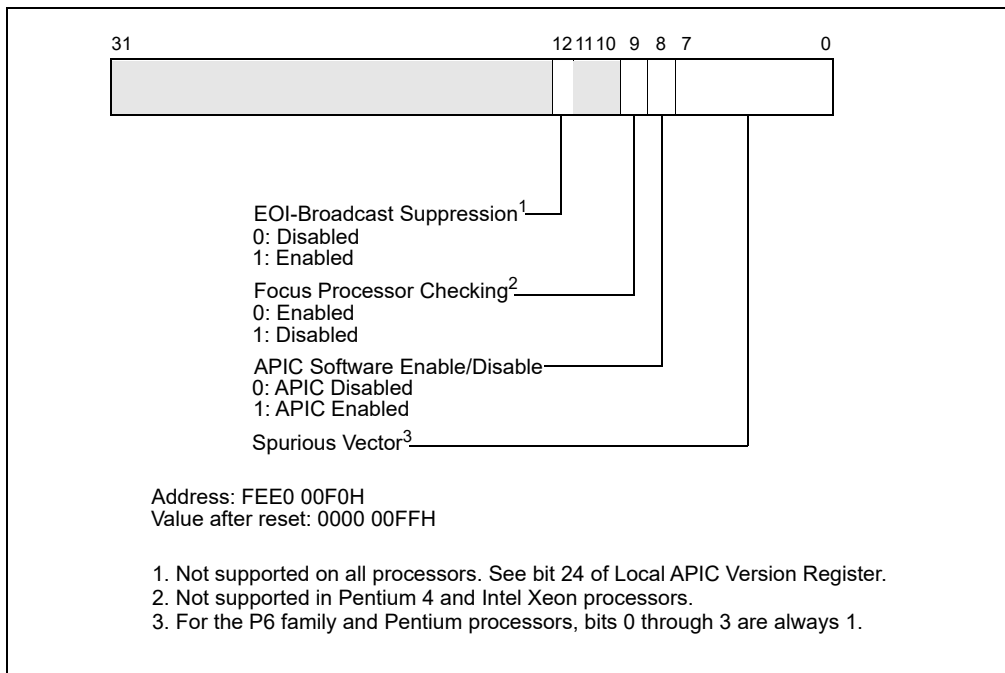 31 12 11 10 9 8 7 0
EOI-Broadcast Suppression1
0: Disabled
1: Enabled
Focus Processor Checking2
0: Enabled
1: Disabled
APIC Software Enable/Disable
0: APIC Disabled
1: APIC Enabled
Spurious Vector3
Address: FEE0 00F0H
Value after reset: 0000 00FFH
1. Not supported on all processors. See bit 24 of Local APIC Version Register.
2. Not supported in Pentium 4 and Intel Xeon processors.
3. For the P6 family and Pentium processors, bits 0 through 3 are always 1.